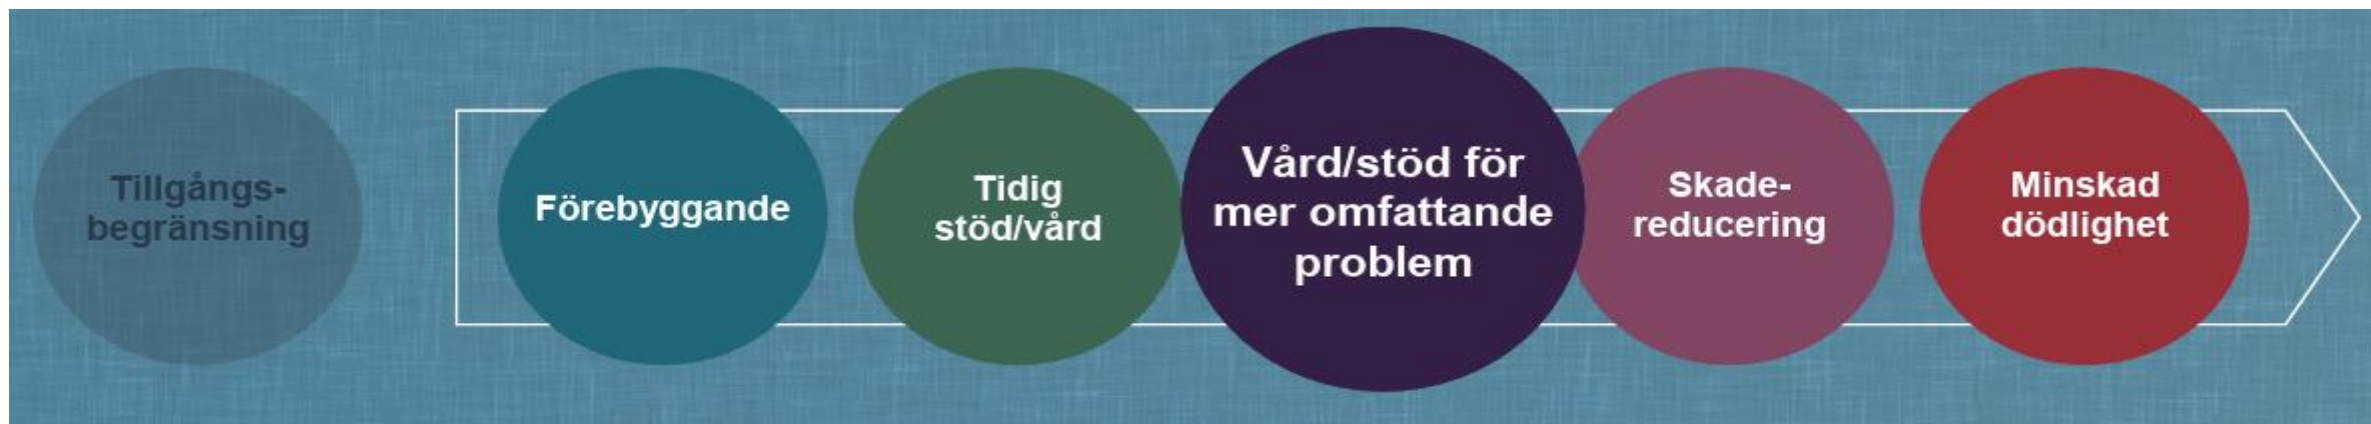 Tillgångs-
begränsning
Förebyggande
Tidig
stöd/vård
Vård/stöd för
mer omfattande
problem
Skade-
reducering
Minskad
dödlighet